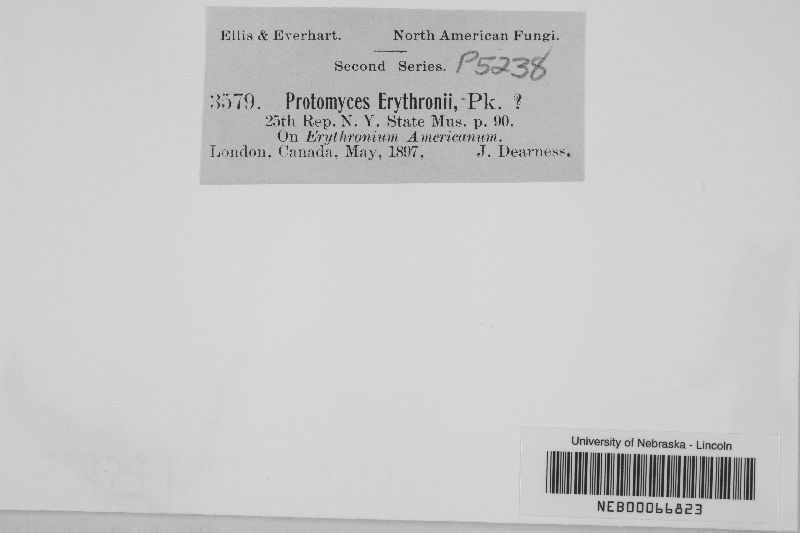 Ellis & Everhart. North American Fungi.
Second Series. P5238
3579. Protomyces Erythronii, Pk. ?
25th Rep. N. Y. State Mus. p. 90.
On Erythronium Americanum.
London, Canada, May, 1897, J. Dearness.
University of Nebraska - Lincoln
NEB00066823